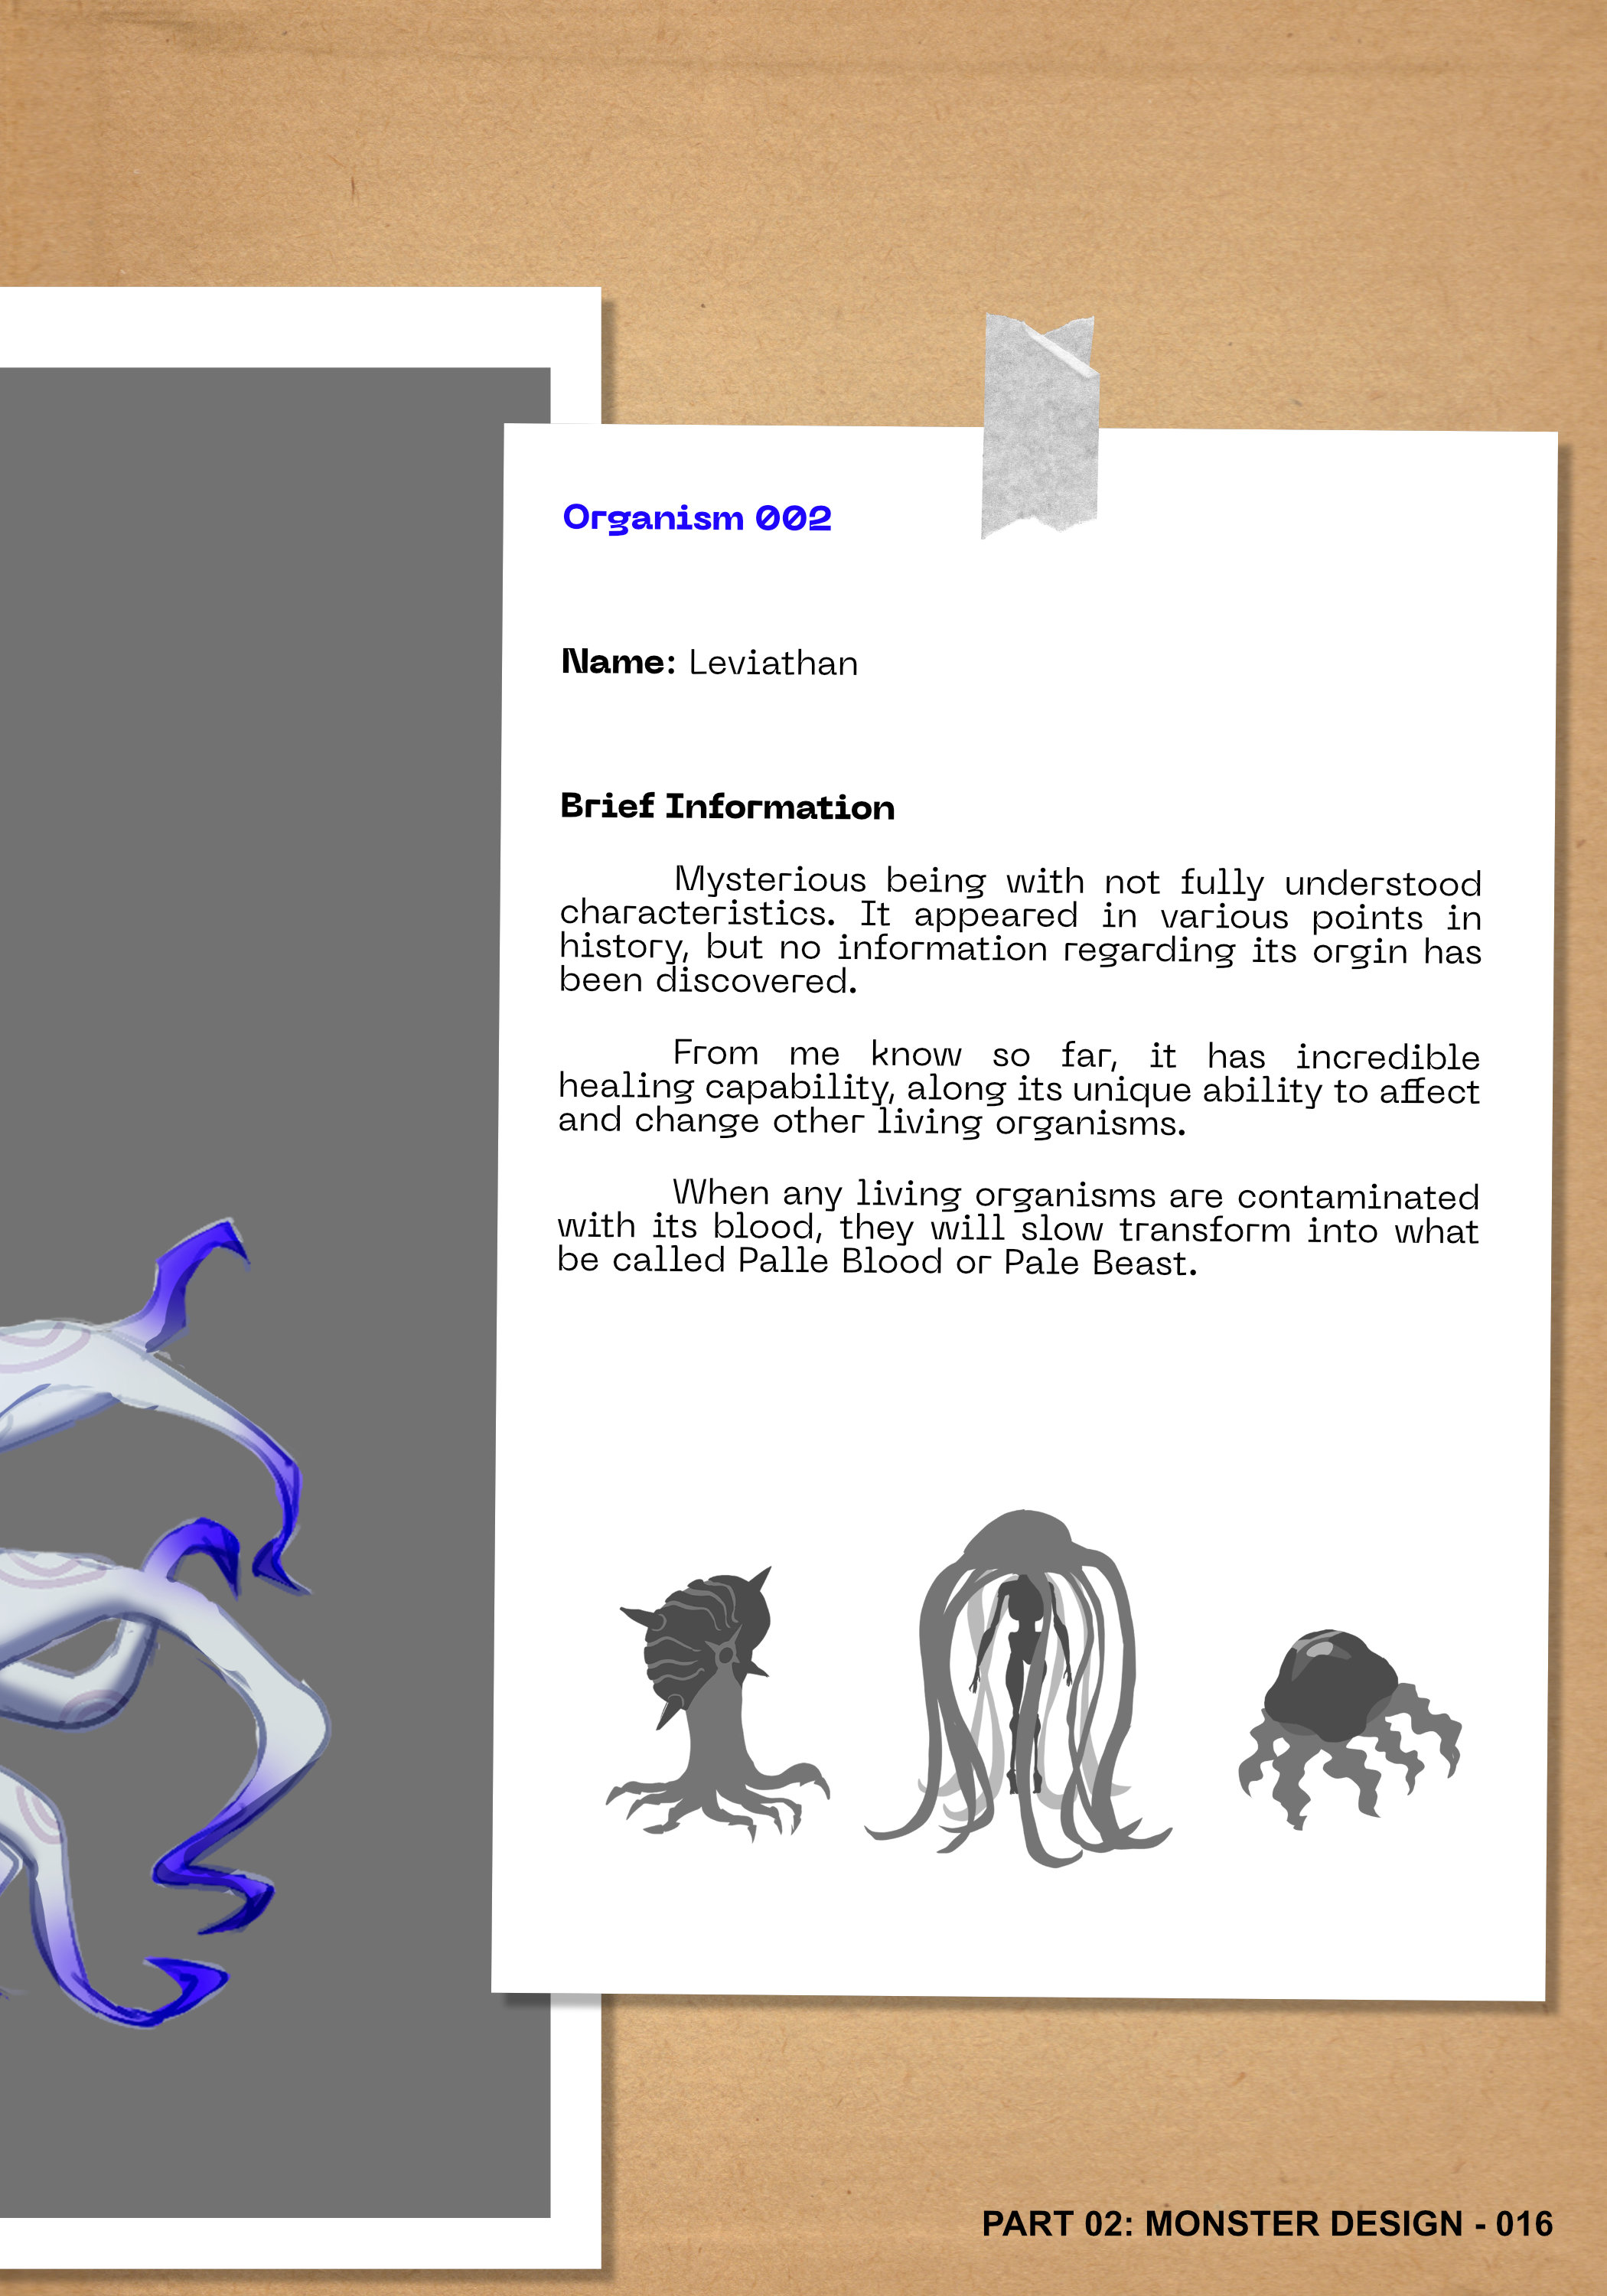 Organism 002
Name: Leviathan
Brief Information
Mysterious being with not fully understood
characteristics. It appeared in various points in
history, but no information regarding its orgin has
been discovered.
From me know so far, it has incredible
healing capability, along its unique ability to affect
and change other living organisms.
When any living organisms are contaminated
with its blood, they will slow transform into what
be called Palle Blood or Pale Beast.
PART 02: MONSTER DESIGN - 016